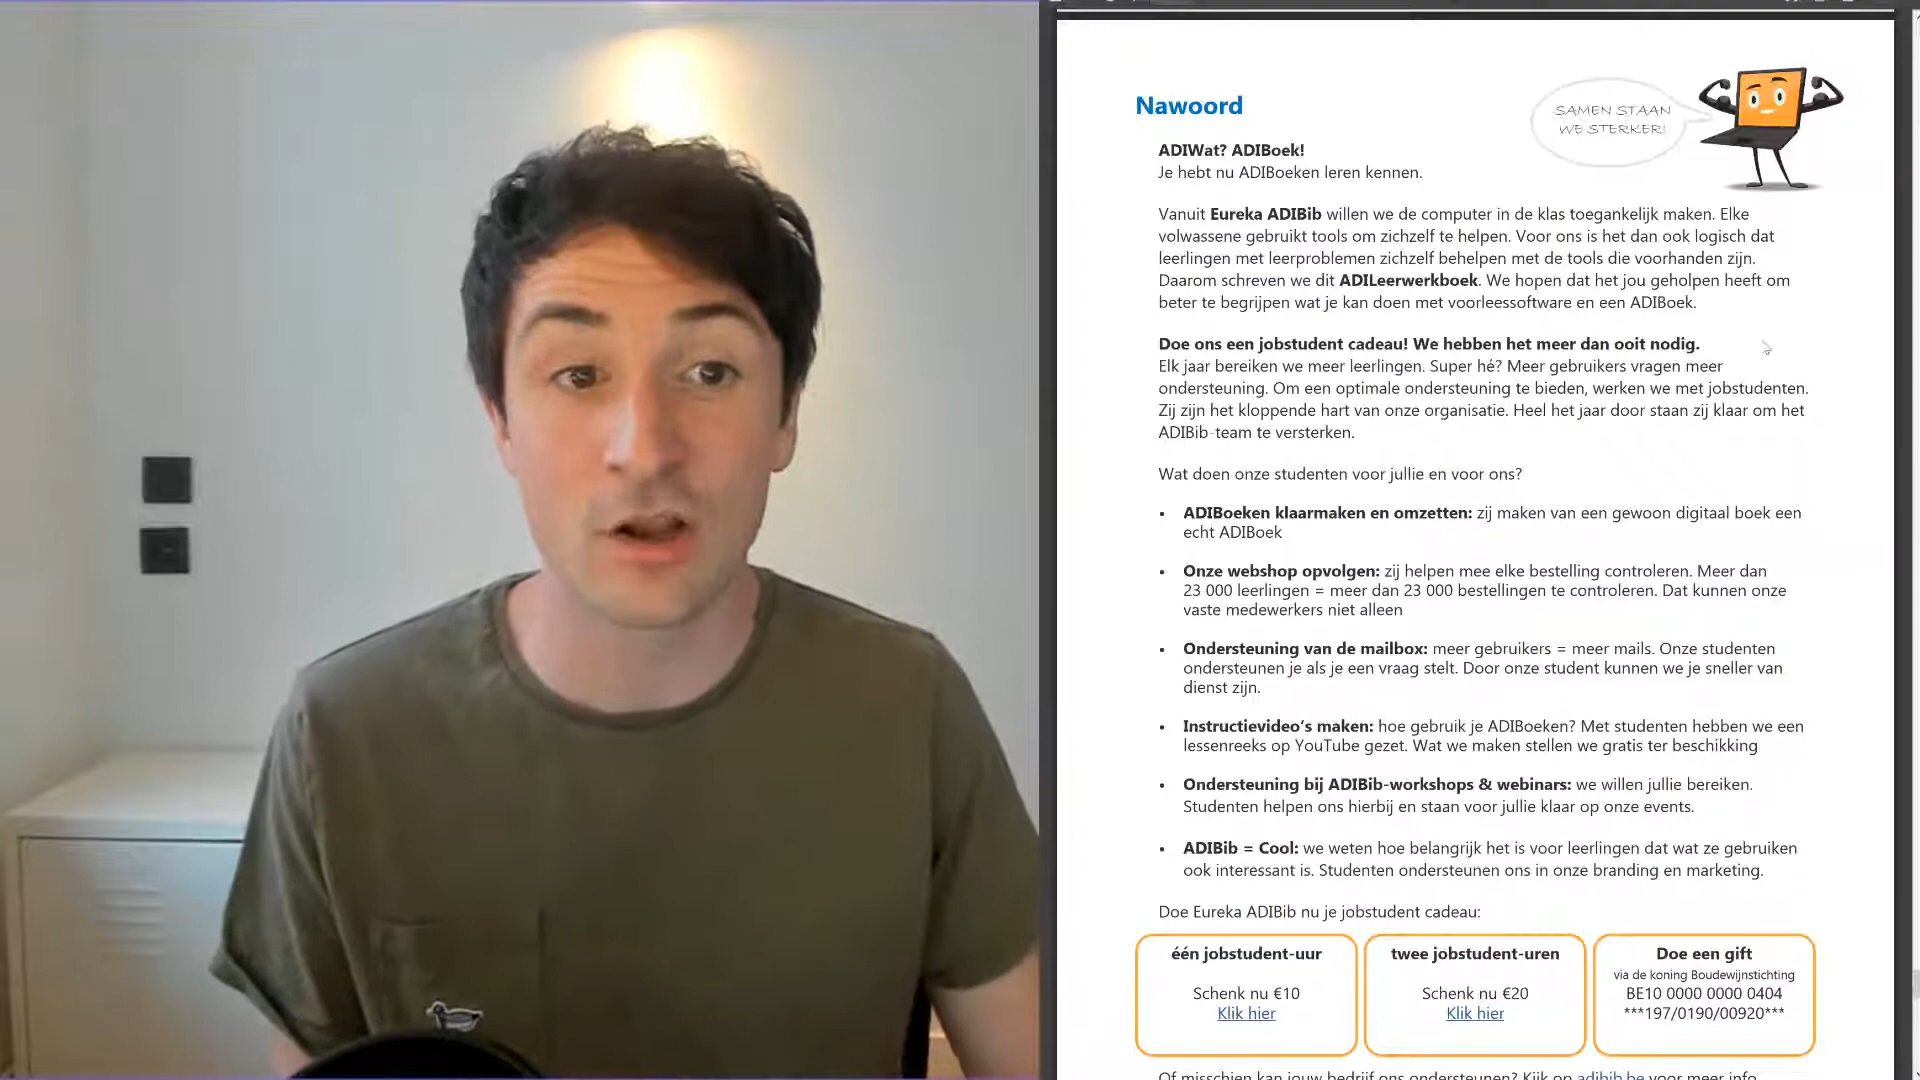 Nawoord
SAMEN STAAN
WE STERKER!
ADIWat? ADIBoek!
Je hebt nu ADIBoeken leren kennen.
Vanuit Eureka ADIBib willen we de computer in de klas toegankelijk maken. Elke
volwassene gebruikt tools om zichzelf te helpen. Voor ons is het dan ook logisch dat
leerlingen met leerproblemen zichzelf behelpen met de tools die voorhanden zijn.
Daarom schreven we dit ADILeerwerkboek. We hopen dat het jou geholpen heeft om
beter te begrijpen wat je kan doen met voorleessoftware en een ADIBoek.
Doe ons een jobstudent cadeau! We hebben het meer dan ooit nodig.
Elk jaar bereiken we meer leerlingen. Super hé? Meer gebruikers vragen meer
ondersteuning. Om een optimale ondersteuning te bieden, werken we met jobstudenten.
Zij zijn het kloppende hart van onze organisatie. Heel het jaar door staan zij klaar om het
ADIBib-team te versterken.
Wat doen onze studenten voor jullie en voor ons?
• ADIBoeken klaarmaken en omzetten: zij maken van een gewoon digitaal boek een
echt ADIBoek
• Onze webshop opvolgen: zij helpen mee elke bestelling controleren. Meer dan
23 000 leerlingen = meer dan 23 000 bestellingen te controleren. Dat kunnen onze
vaste medewerkers niet alleen
• Ondersteuning van de mailbox: meer gebruikers = meer mails. Onze studenten
ondersteunen je als je een vraag stelt. Door onze student kunnen we je sneller van
dienst zijn.
• Instructievideo's maken: hoe gebruik je ADIBoeken? Met studenten hebben we een
lessenreeks op YouTube gezet. Wat we maken stellen we gratis ter beschikking
• Ondersteuning bij ADIBib-workshops & webinars: we willen jullie bereiken.
Studenten helpen ons hierbij en staan voor jullie klaar op onze events.
• ADIBib = Cool: we weten hoe belangrijk het is voor leerlingen dat wat ze gebruiken
ook interessant is. Studenten ondersteunen ons in onze branding en marketing.
Doe Eureka ADIBib nu je jobstudent cadeau:
één jobstudent-uur
Schenk nu €10
Klik hier
twee jobstudent-uren
Schenk nu €20
Klik hier
Doe een gift
via de koning Boudewijnstichting
BE10 0000 0000 0404
***197/0190/00920***
Of misschien kan jouw bedrijf ons ondersteunen? Kijk op adibib.be voor meer info